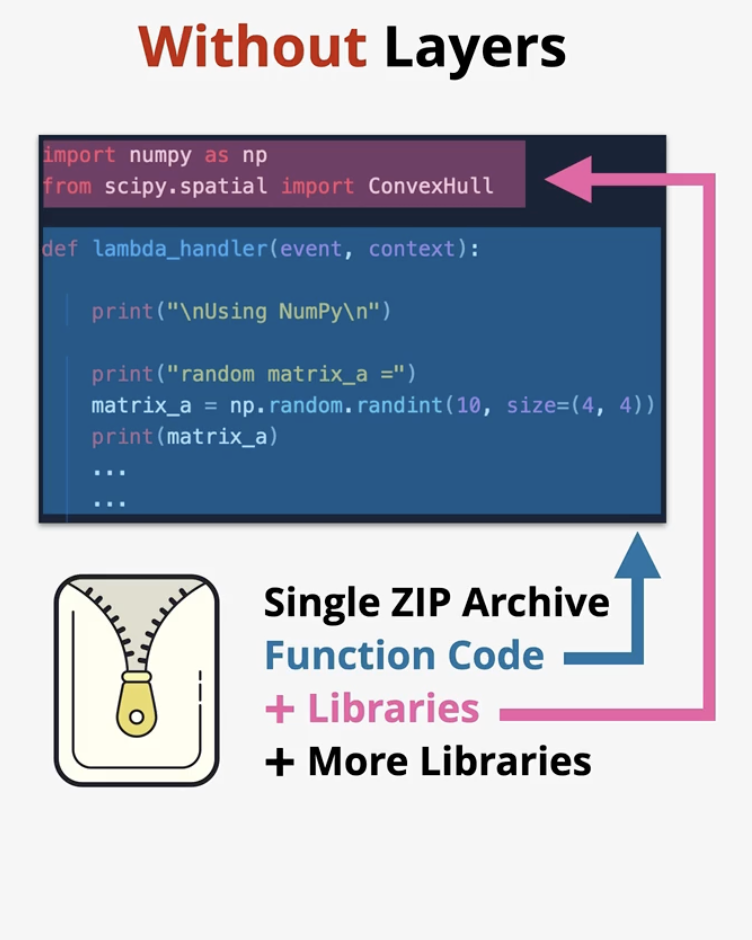 Without Layers
import numpy as np
from scipy.spatial import ConvexHull
def lambda_handler(event, context):
print("\nUsing NumPy\n")
print("random matrix_a =")
matrix_a = np.random.randint(10, size=(4, 4))
print(matrix_a)
...
...
Single ZIP Archive
Function Code
+ Libraries
+ More Libraries